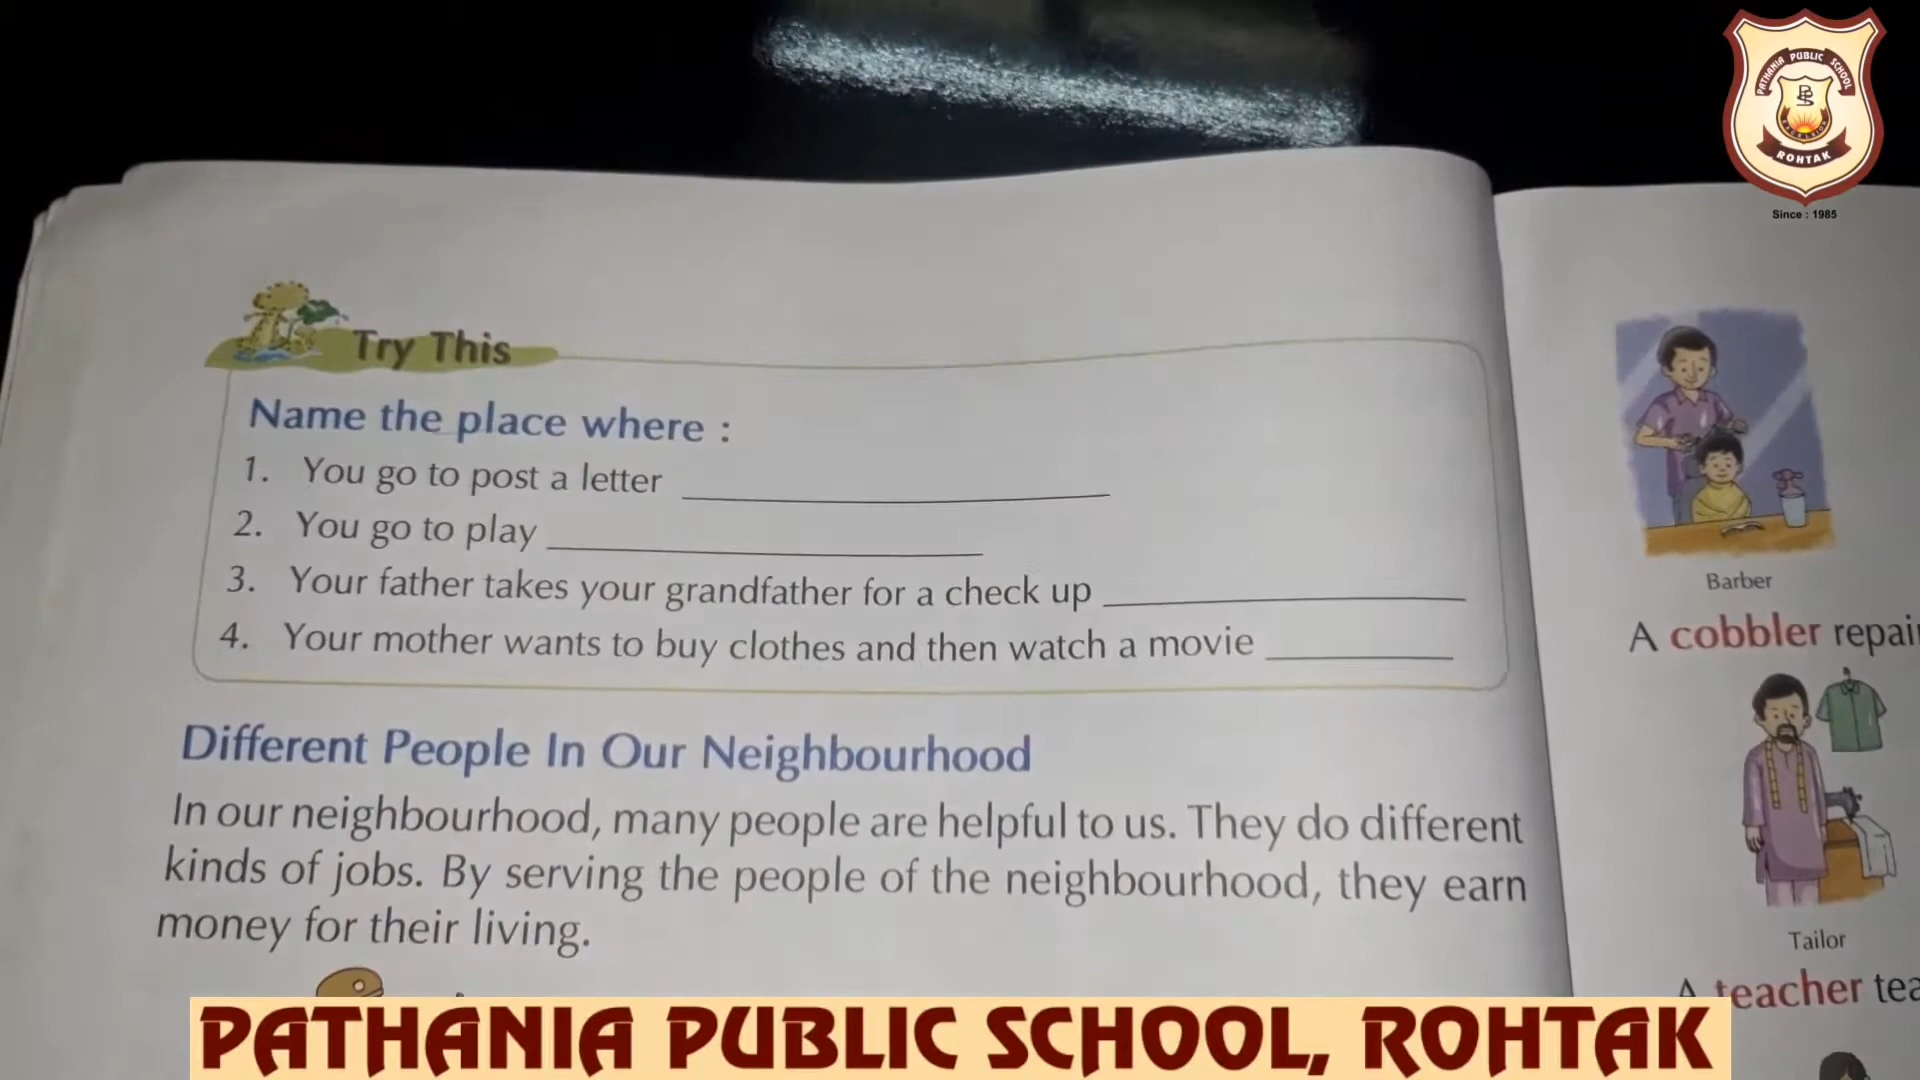 PATHANIA PUBLIC SCHOOL
PS
ROHTAK
Since : 1985
Try This
Name the place where :
1. You go to post a letter
2. You go to play
3. Your father takes your grandfather for a check up
4. Your mother wants to buy clothes and then watch a movie
Different People In Our Neighbourhood
In our neighbourhood, many people are helpful to us. They do different
kinds of jobs. By serving the people of the neighbourhood, they earn
money for their living.
Barber
A cobbler
Tailor
A teacher
PATHANIA PUBLIC SCHOOL, ROHTAK